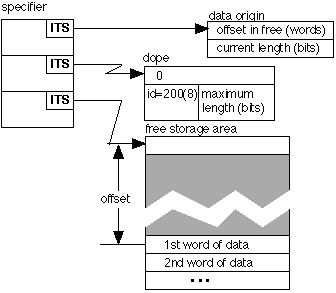 specifier
data origin
ITS
offset in free (words)
current length (bits)
ITS
dope
0
ITS
id=200(8)
maximum
length (bits)
free storage area
offset
1st word of data
2nd word of data
•••